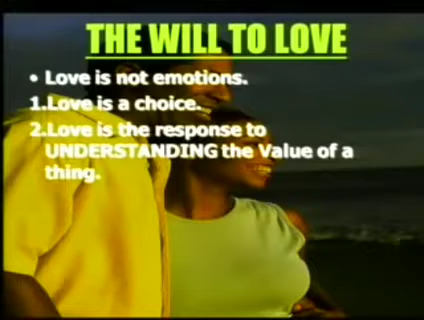 THE WILL TO LOVE
• Love is not emotions.
1.Love is a choice.
2.Love is the response to
UNDERSTANDING the Value of a
thing.